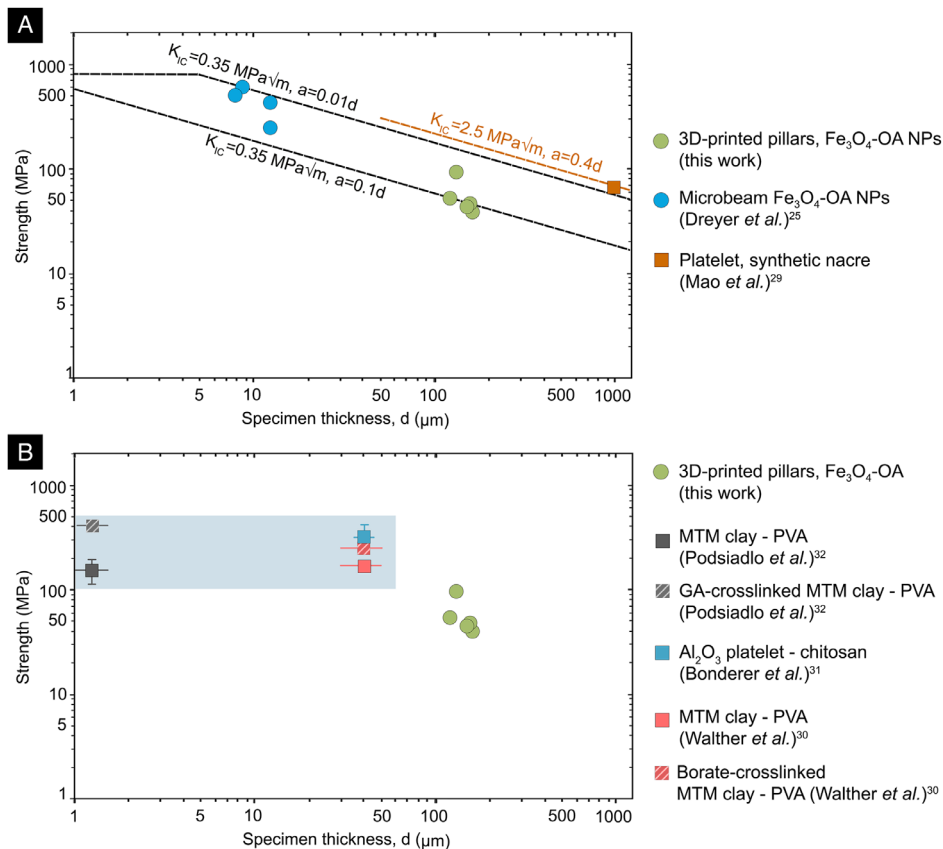 A
1000
500
100
50
10
5
1
Strength (MPa)
K_IC=0.35 MPa√m, a=0.01d
K_IC=0.35 MPa√m, a=0.1d
K_IC=2.5 MPa√m, a=0.4d
1 5 10 50 100 500 1000
Specimen thickness, d (μm)
3D-printed pillars, Fe₃O₄-OA NPs
(this work)
Microbeam Fe₃O₄-OA NPs
(Dreyer et al.)²⁵
Platelet, synthetic nacre
(Mao et al.)²⁹
B
1000
500
100
50
10
5
1
Strength (MPa)
1 5 10 50 100 500 1000
Specimen thickness, d (μm)
3D-printed pillars, Fe₃O₄-OA
(this work)
MTM clay - PVA
(Podsiadlo et al.)³²
GA-crosslinked MTM clay - PVA
(Podsiadlo et al.)³²
Al₂O₃ platelet - chitosan
(Bonderer et al.)³¹
MTM clay - PVA
(Walther et al.)³⁰
Borate-crosslinked
MTM clay - PVA (Walther et al.)³⁰